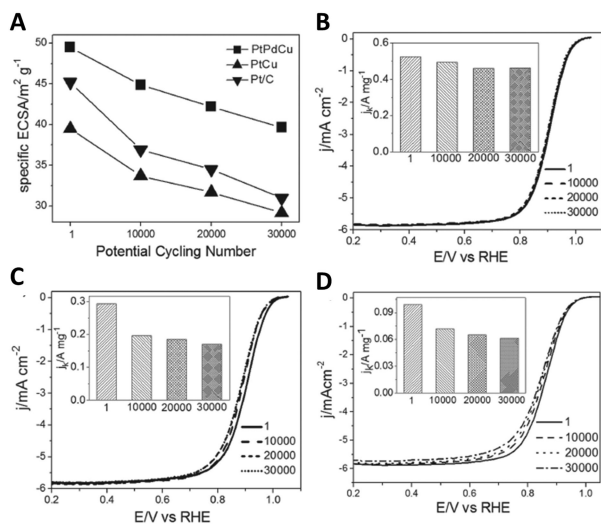 A
50
45
40
35
30
specific ECSA/m² g⁻¹
PtPdCu
PtCu
Pt/C
1 10000 20000 30000
Potential Cycling Number
B
0
-1
-2
-3
-4
-5
-6
j/mA cm⁻²
0.6
0.4
0.2
0.0
jₖ/A mg⁻¹
1 10000 20000 30000
1
10000
20000
30000
0.2 0.4 0.6 0.8 1.0
E/V vs RHE
C
0
-1
-2
-3
-4
-5
-6
j/mA cm⁻²
0.3
0.2
0.1
0.0
jₖ/A mg⁻¹
1 10000 20000 30000
1
10000
20000
30000
0.2 0.4 0.6 0.8 1.0
E/V vs RHE
D
0
-1
-2
-3
-4
-5
-6
j/mAcm⁻²
0.09
0.06
0.03
0.00
jₖ/A mg⁻¹
1 10000 20000 30000
1
10000
20000
30000
0.2 0.4 0.6 0.8 1.0
E/V vs RHE